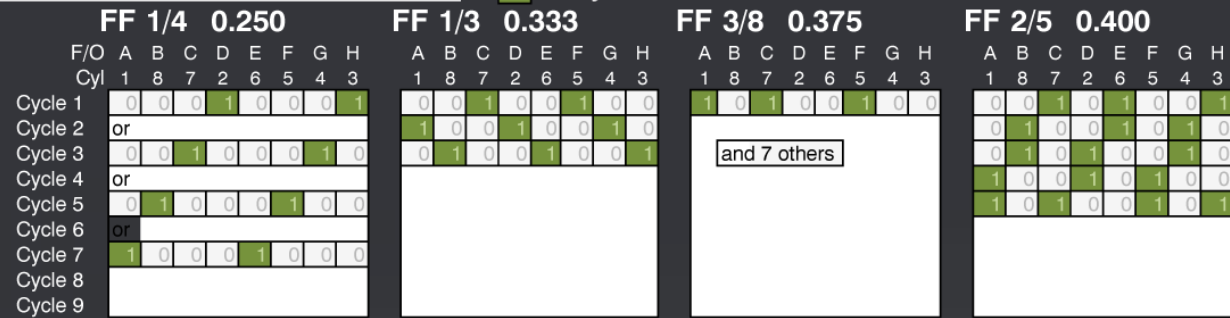 FF 1/4 0.250 FF 1/3 0.333 FF 3/8 0.375 FF 2/5 0.400
F/O A B C D E F G H A B C D E F G H A B C D E F G H A B C D E F G H
Cyl 1 8 7 2 6 5 4 3 1 8 7 2 6 5 4 3 1 8 7 2 6 5 4 3 1 8 7 2 6 5 4 3
Cycle 1 0 0 0 1 0 0 0 1 0 0 1 0 0 1 0 0 1 0 1 0 0 1 0 0 0 0 1 0 1 0 0 1
Cycle 2 or 1 0 0 1 0 0 1 0 0 1 0 0 1 0 1 0
Cycle 3 0 0 1 0 0 0 1 0 0 1 0 0 1 0 0 1 and 7 others 0 1 0 1 0 0 1 0
Cycle 4 or 1 0 0 1 0 1 0 0
Cycle 5 0 1 0 0 0 1 0 0 1 0 1 0 0 1 0 1
Cycle 6 or
Cycle 7 1 0 0 0 1 0 0 0
Cycle 8
Cycle 9